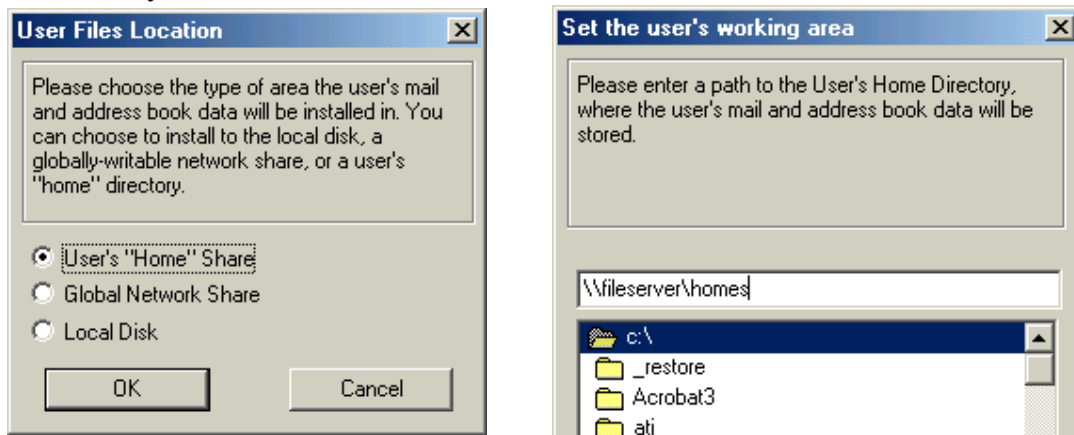 User Files Location
Please choose the type of area the user's mail
and address book data will be installed in. You
can choose to install to the local disk, a
globally-writable network share, or a user's
"home" directory.
User's "Home" Share
Global Network Share
Local Disk
OK
Cancel
Set the user's working area
Please enter a path to the User's Home Directory,
where the user's mail and address book data will be
stored.
\\fileserver\homes
c:\
_restore
Acrobat3
ati